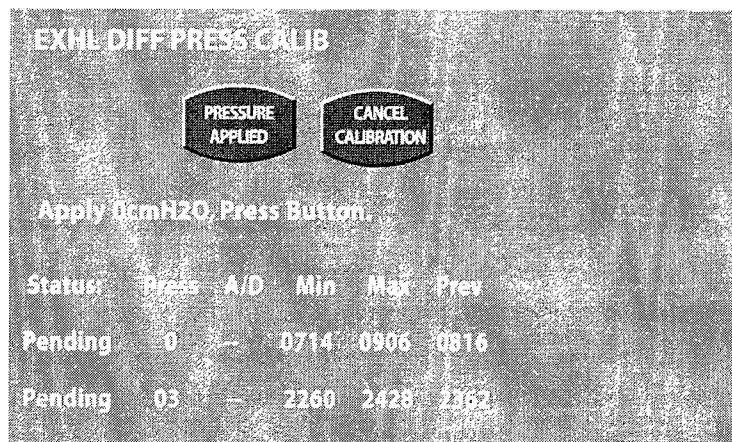 EXHL DIFF PRESS CALIB
PRESSURE APPLIED
CANCEL CALIBRATION
Apply 0cmH2O, Press Button.
Status: Press A/D Min Max Prev
Pending 0 -- 0714 0906 0816
Pending 03 -- 2260 2428 2362